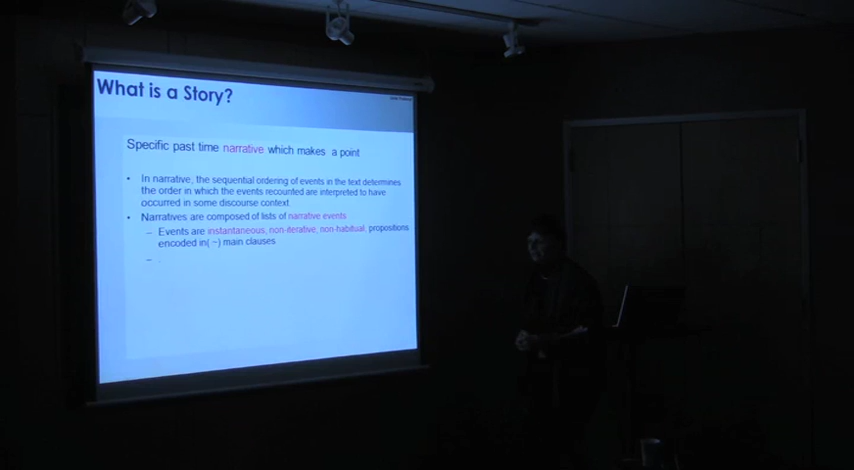 What is a Story?
Specific past time narrative which makes a point
• In narrative, the sequential ordering of events in the text determines
the order in which the events recounted are interpreted to have
occurred in some discourse context.
• Narratives are composed of lists of narrative events
– Events are instantaneous, non-iterative, non-habitual, propositions
encoded in( ~) main clauses
– .